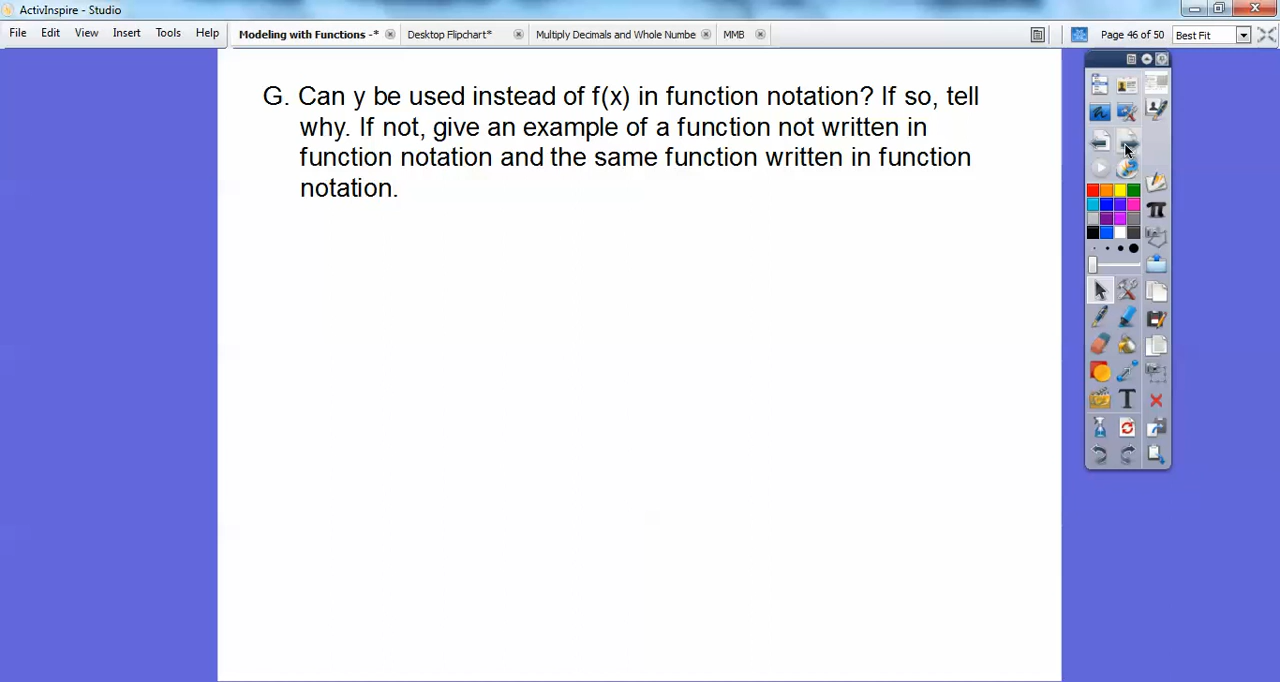 ActivInspire - Studio
File Edit View Insert Tools Help
Modeling with Functions -* Desktop Flipchart* Multiply Decimals and Whole Numbe MMB Page 46 of 50 Best Fit
G. Can y be used instead of f(x) in function notation? If so, tell
why. If not, give an example of a function not written in
function notation and the same function written in function
notation.